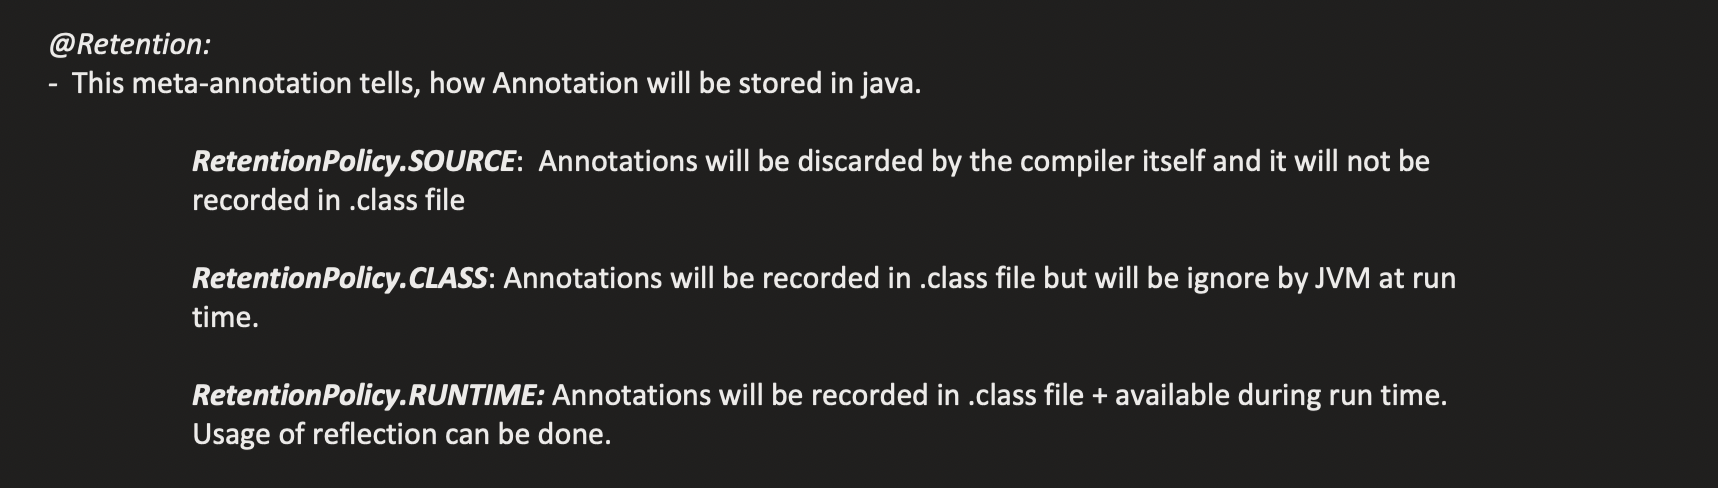 @Retention:
- This meta-annotation tells, how Annotation will be stored in java.
RetentionPolicy.SOURCE: Annotations will be discarded by the compiler itself and it will not be
recorded in .class file
RetentionPolicy.CLASS: Annotations will be recorded in .class file but will be ignore by JVM at run
time.
RetentionPolicy.RUNTIME: Annotations will be recorded in .class file + available during run time.
Usage of reflection can be done.